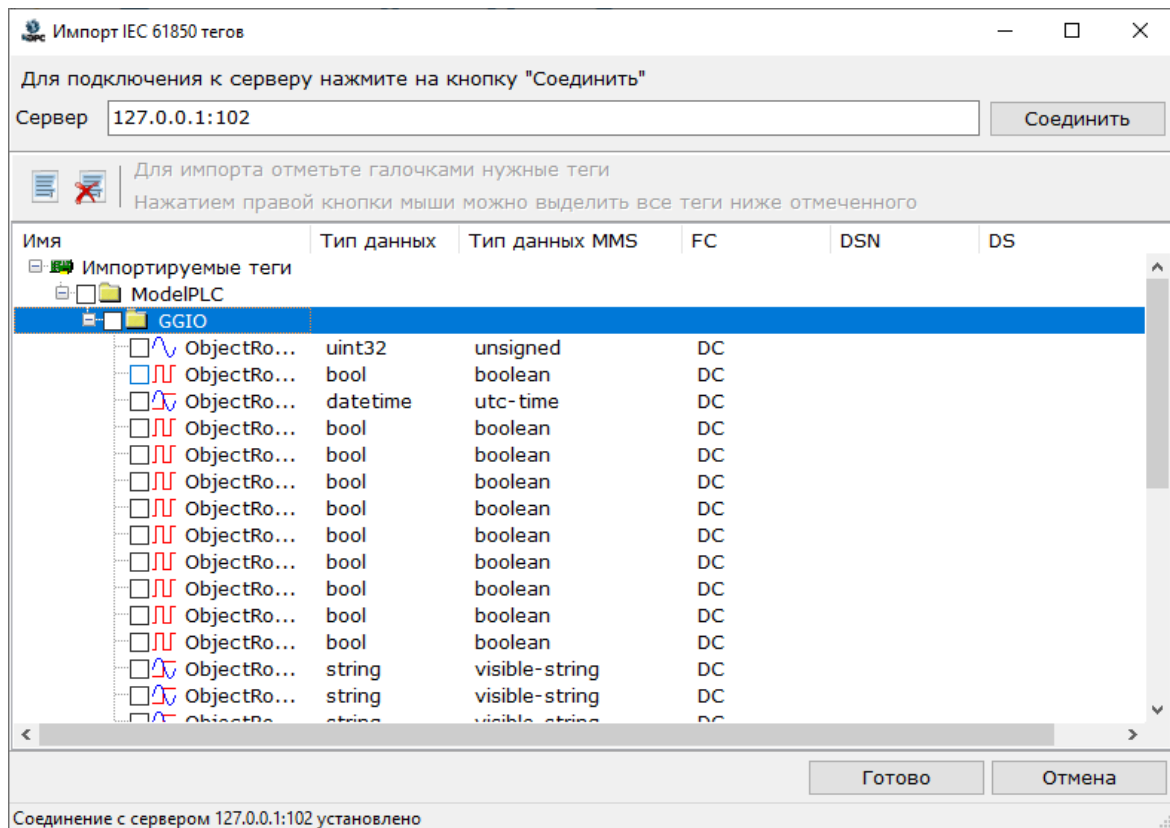 Импорт IEC 61850 тегов
Для подключения к серверу нажмите на кнопку "Соединить"
Сервер 127.0.0.1:102 Соединить
Для импорта отметьте галочками нужные теги
Нажатием правой кнопки мыши можно выделить все теги ниже отмеченного
Имя Тип данных Тип данных MMS FC DSN DS
Импортируемые теги
ModelPLC
GGIO
ObjectRo... uint32 unsigned DC
ObjectRo... bool boolean DC
ObjectRo... datetime utc-time DC
ObjectRo... bool boolean DC
ObjectRo... bool boolean DC
ObjectRo... bool boolean DC
ObjectRo... bool boolean DC
ObjectRo... bool boolean DC
ObjectRo... bool boolean DC
ObjectRo... bool boolean DC
ObjectRo... bool boolean DC
ObjectRo... bool boolean DC
ObjectRo... string visible-string DC
ObjectRo... string visible-string DC
ObjectRo... string visible-string DC
Готово Отмена
Соединение с сервером 127.0.0.1:102 установлено